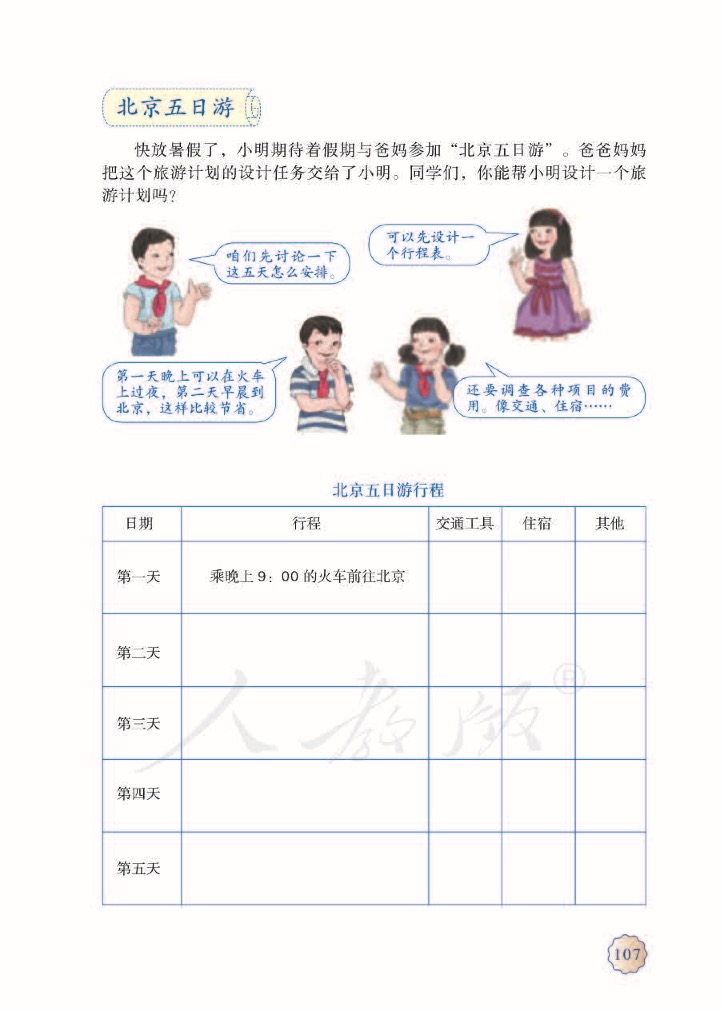 北京五日游
快放暑假了，小明期待着假期与爸妈参加“北京五日游”。爸爸妈妈
把这个旅游计划的设计任务交给了小明。同学们，你能帮小明设计一个旅
游计划吗？
咱们先讨论一下
这五天怎么安排。
可以先设计一
个行程表。
第一天晚上可以在火车
上过夜，第二天早晨到
北京，这样比较节省。
还要调查各种项目的费
用。像交通、住宿……
北京五日游行程
日期 行程 交通工具 住宿 其他
第一天 乘晚上9：00的火车前往北京
第二天
第三天
第四天
第五天
人教版®
107